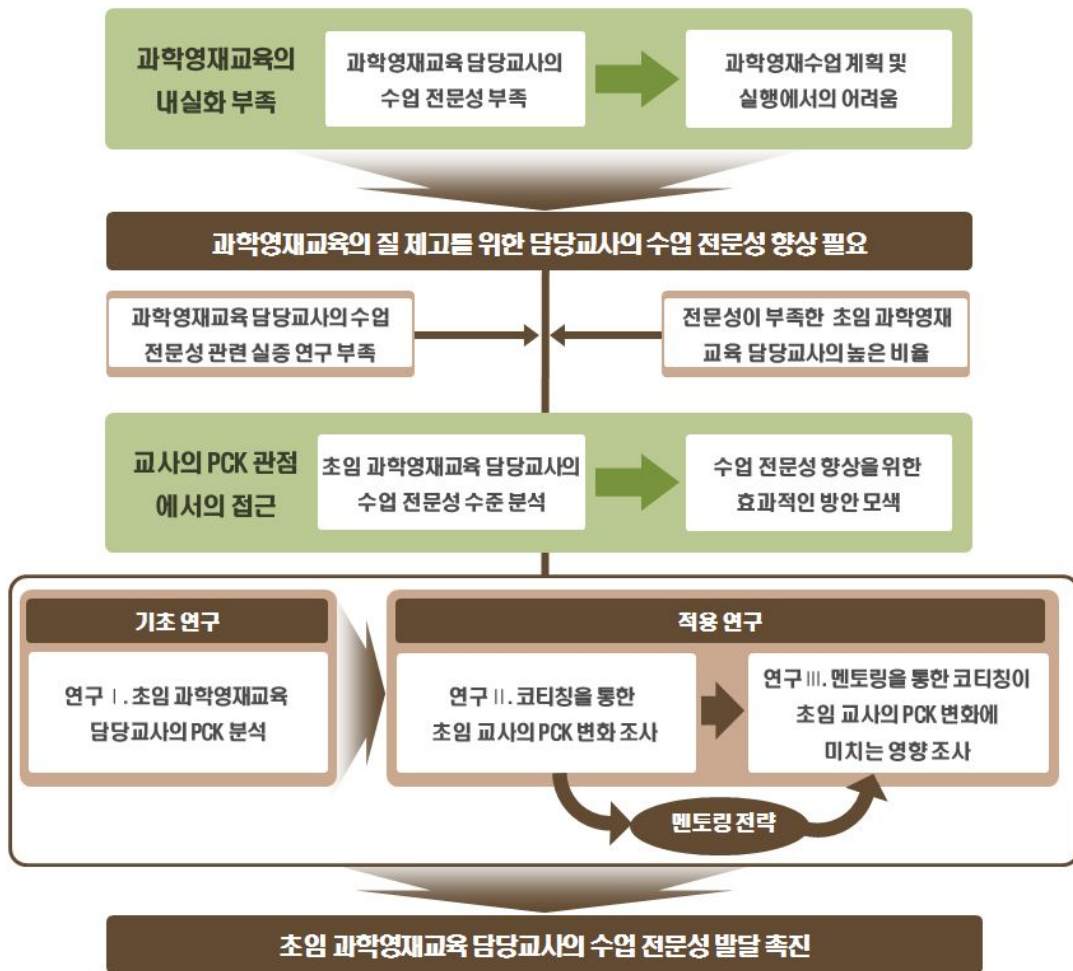 과학영재교육의
내실화 부족
과학영재교육 담당교사의
수업 전문성 부족
과학영재수업 계획 및
실행에서의 어려움
과학영재교육의 질 제고를 위한 담당교사의 수업 전문성 향상 필요
과학영재교육 담당교사의 수업
전문성 관련 실증 연구 부족
전문성이 부족한 초임 과학영재
교육 담당교사의 높은 비율
교사의 PCK 관점
에서의 접근
초임 과학영재교육 담당교사의
수업 전문성 수준 분석
수업 전문성 향상을 위한
효과적인 방안 모색
기초 연구
연구 Ⅰ. 초임 과학영재교육
담당교사의 PCK 분석
적용 연구
연구 Ⅱ. 코티칭을 통한
초임 교사의 PCK 변화 조사
연구 Ⅲ. 멘토링을 통한 코티칭이
초임 교사의 PCK 변화에
미치는 영향 조사
멘토링 전략
초임 과학영재교육 담당교사의 수업 전문성 발달 촉진